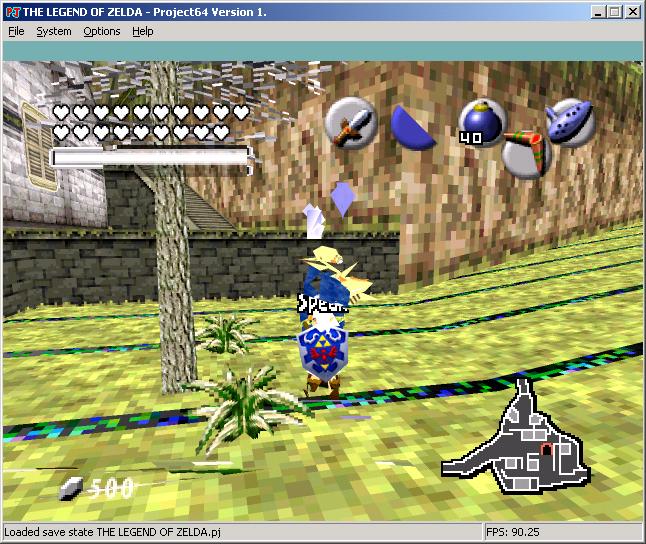 THE LEGEND OF ZELDA - Project64 Version 1.
File System Options Help
40
500
Loaded save state THE LEGEND OF ZELDA.pj
FPS: 90.25